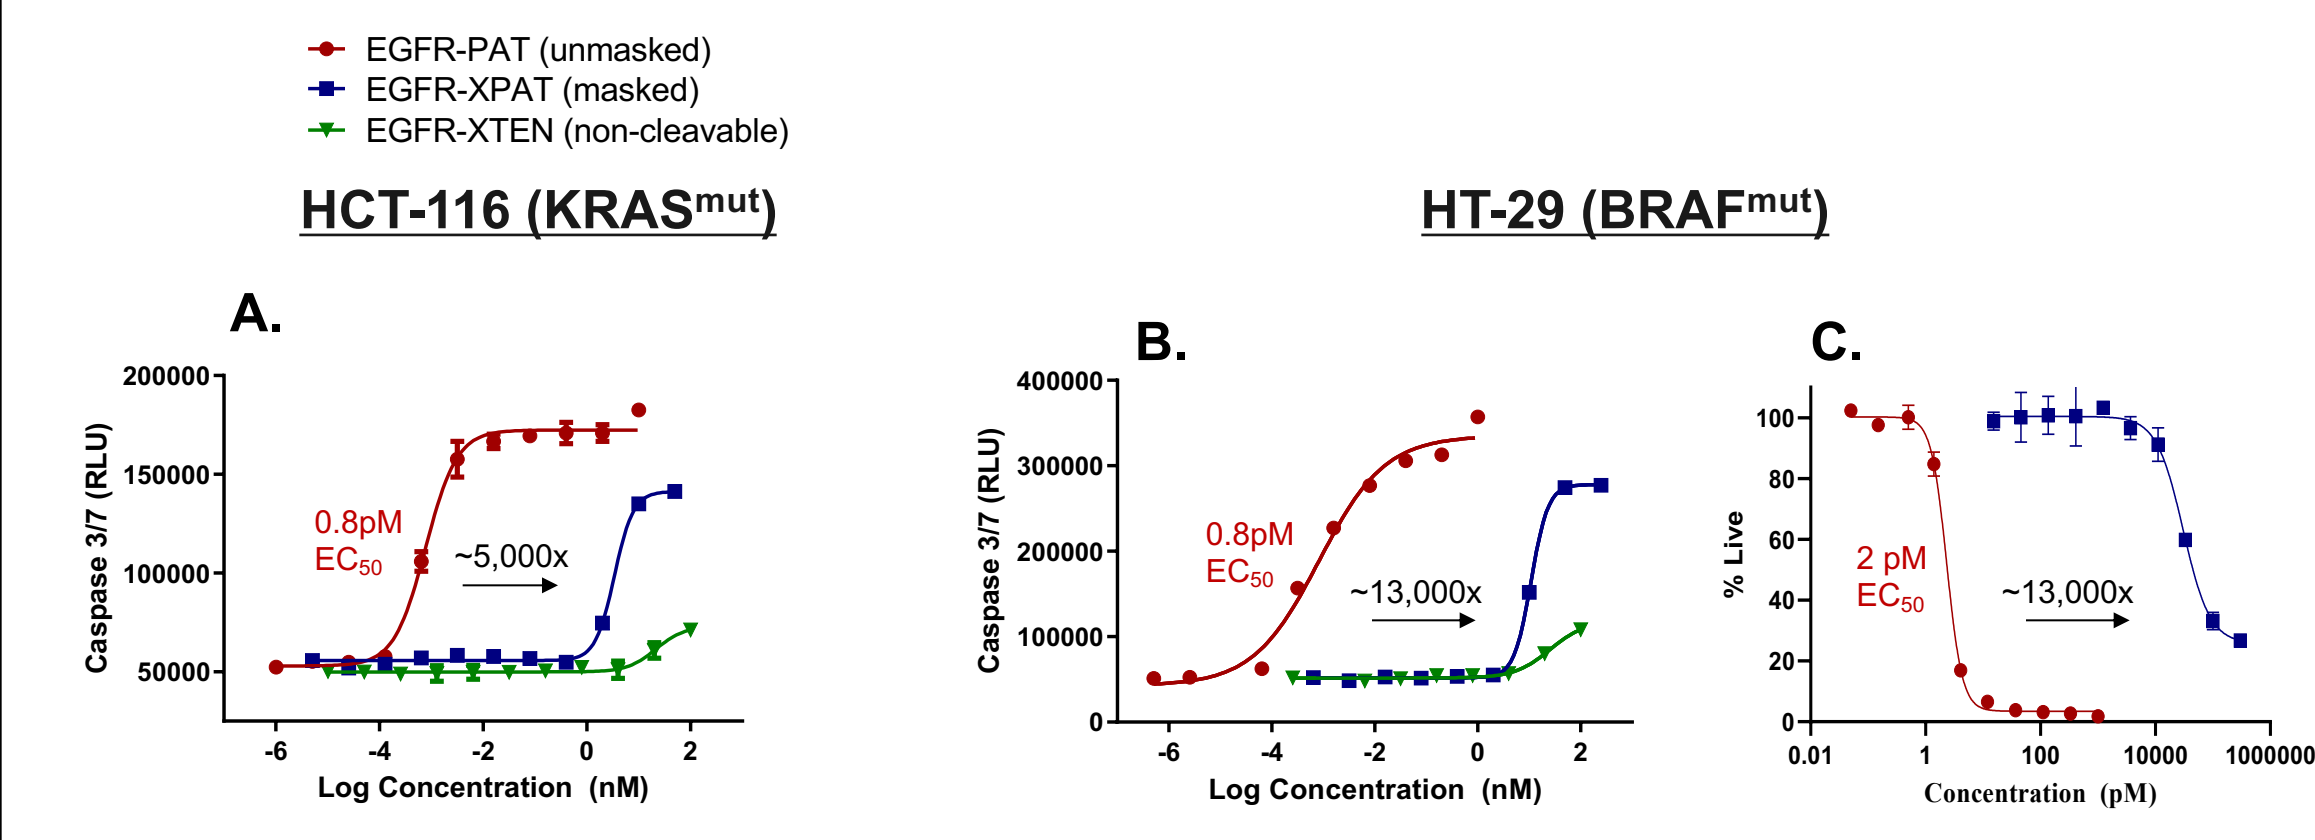 EGFR-PAT (unmasked)
EGFR-XPAT (masked)
EGFR-XTEN (non-cleavable)
HCT-116 (KRASmut)
HT-29 (BRAFmut)
A.
200000
150000
100000
50000
Caspase 3/7 (RLU)
0.8pM
EC50
~5,000x
-6 -4 -2 0 2
Log Concentration (nM)
B.
400000
300000
200000
100000
0
Caspase 3/7 (RLU)
0.8pM
EC50
~13,000x
-6 -4 -2 0 2
Log Concentration (nM)
C.
100
80
60
40
20
0
% Live
2 pM
EC50
~13,000x
0.01 1 100 10000 1000000
Concentration (pM)